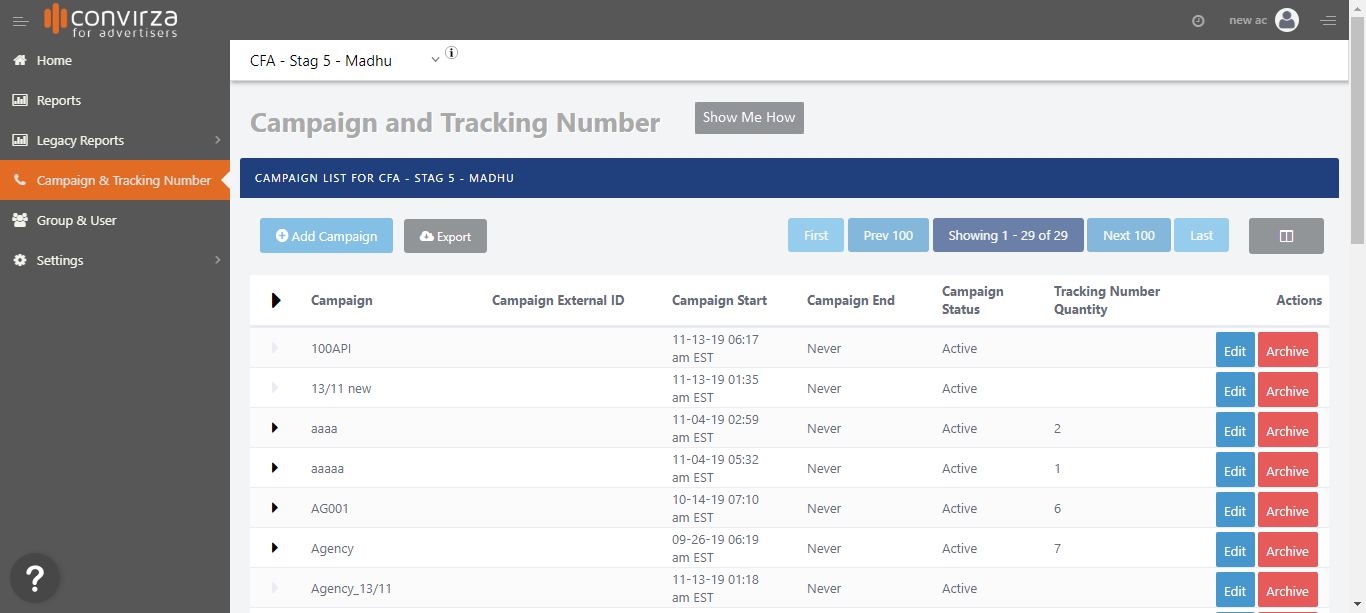 convirza
for advertisers
new ac
Home
Reports
Legacy Reports
Campaign & Tracking Number
Group & User
Settings
?
CFA - Stag 5 - Madhu
i
Campaign and Tracking Number
Show Me How
CAMPAIGN LIST FOR CFA - STAG 5 - MADHU
Add Campaign
Export
First
Prev 100
Showing 1 - 29 of 29
Next 100
Last
Campaign
Campaign External ID
Campaign Start
Campaign End
Campaign
Status
Tracking Number
Quantity
Actions
100API
11-13-19 06:17
am EST
Never
Active
Edit
Archive
13/11 new
11-13-19 01:35
am EST
Never
Active
Edit
Archive
aaaa
11-04-19 02:59
am EST
Never
Active
2
Edit
Archive
aaaaa
11-04-19 05:32
am EST
Never
Active
1
Edit
Archive
AG001
10-14-19 07:10
am EST
Never
Active
6
Edit
Archive
Agency
09-26-19 06:19
am EST
Never
Active
7
Edit
Archive
Agency_13/11
11-13-19 01:18
am EST
Never
Active
Edit
Archive